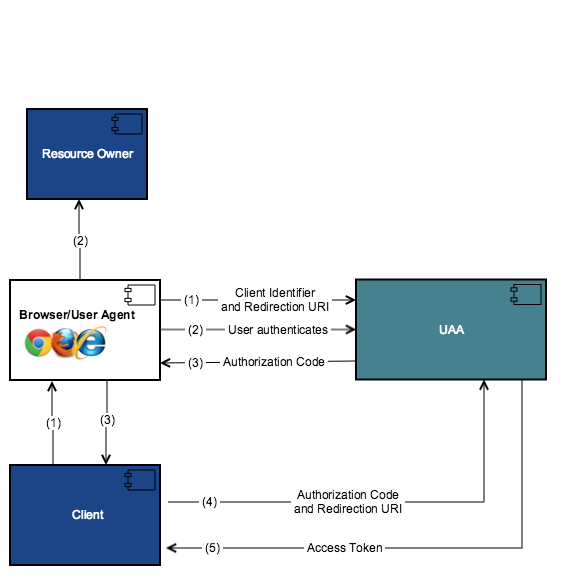 Resource Owner
(2)
Browser/User Agent
(1) Client Identifier
and Redirection URI
(2) User authenticates
UAA
(3) Authorization Code
(1)
(3)
Client
(4) Authorization Code
and Redirection URI
(5) Access Token